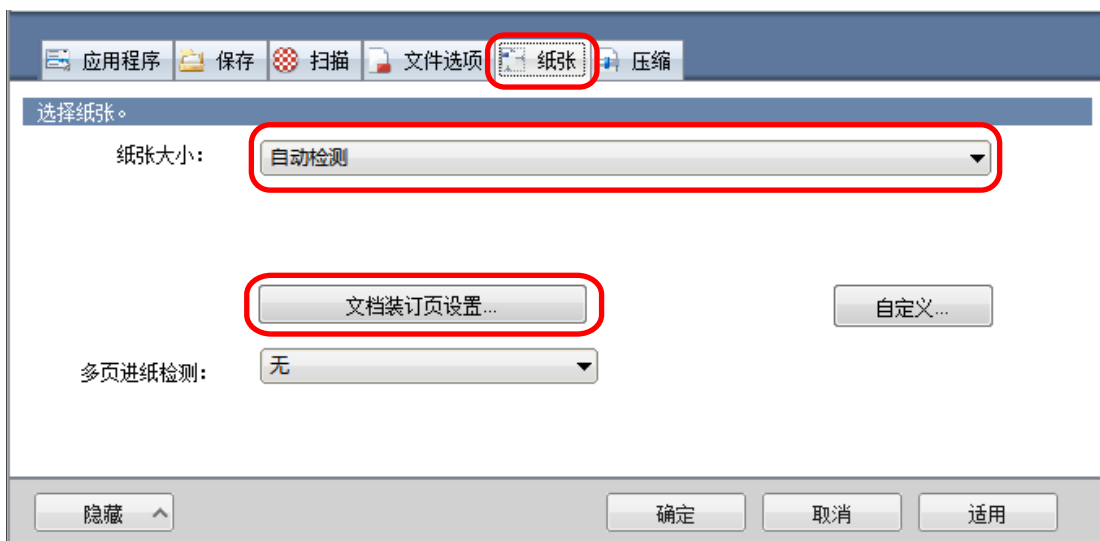 应用程序 保存 扫描 文件选项 纸张 压缩
选择纸张。
纸张大小: 自动检测
文档装订页设置... 自定义...
多页进纸检测: 无
隐藏 确定 取消 适用